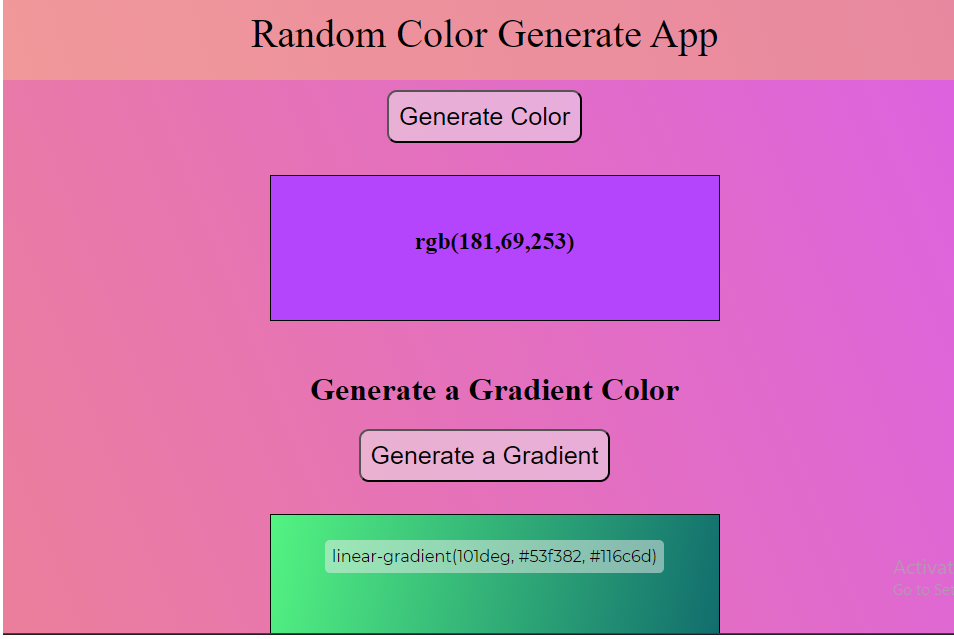 Random Color Generate App
Generate Color
rgb(181,69,253)
Generate a Gradient Color
Generate a Gradient
linear-gradient(101deg, #53f382, #116c6d)
Activat
Go to Set